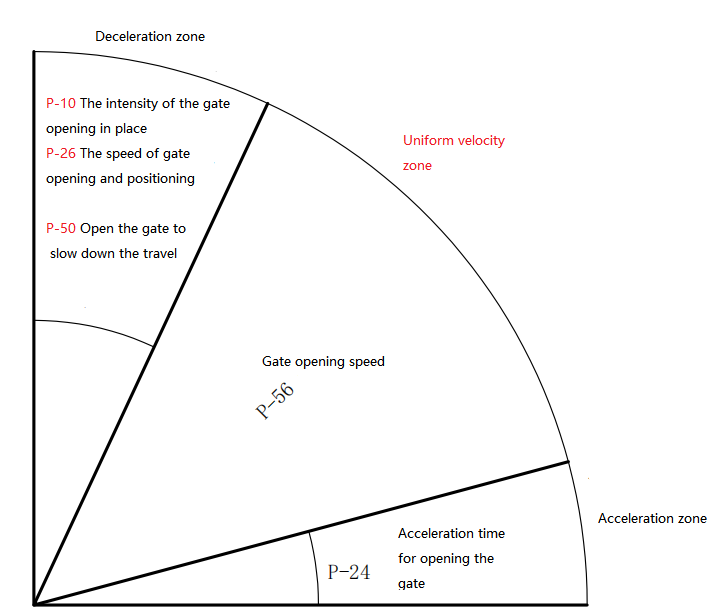 Deceleration zone
P-10 The intensity of the gate
opening in place
P-26 The speed of gate
opening and positioning
P-50 Open the gate to
slow down the travel
Uniform velocity
zone
Gate opening speed
P-56
Acceleration zone
Acceleration time
for opening the
gate
P-24